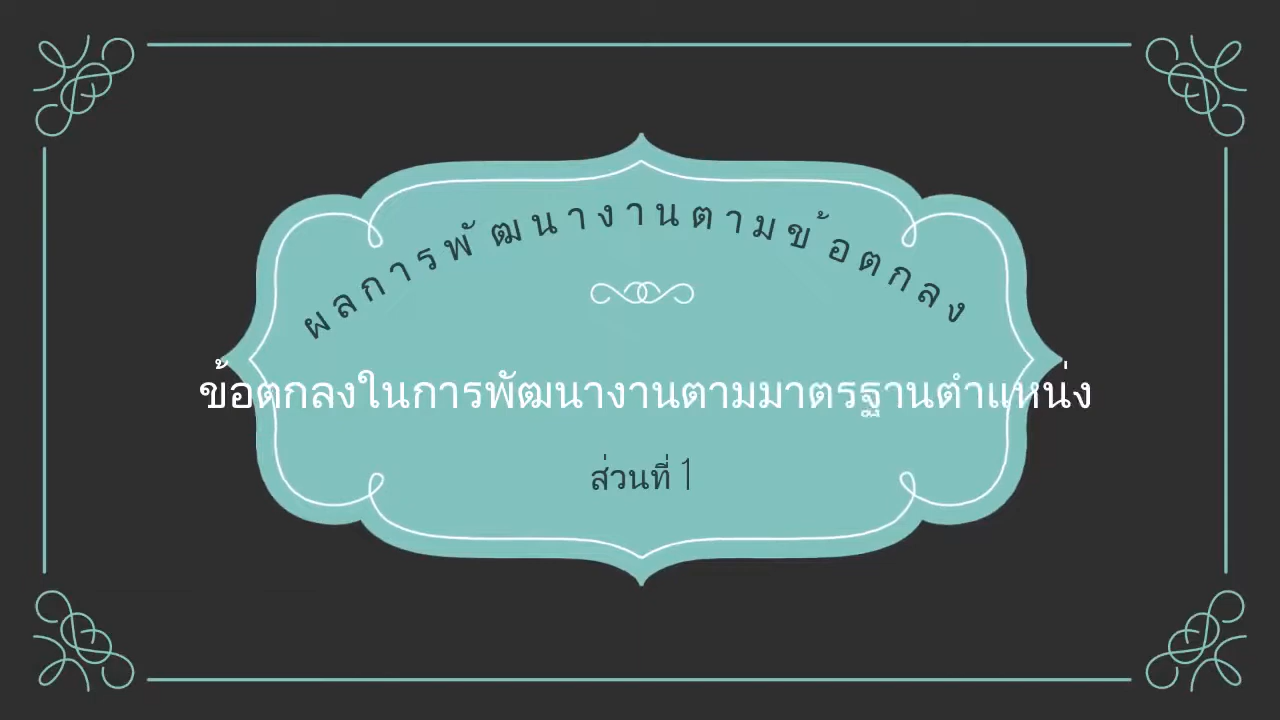 ผลการพัฒนางานตามข้อตกลง
ข้อตกลงในการพัฒนางานตามมาตรฐานตำแหน่ง
ส่วนที่ 1